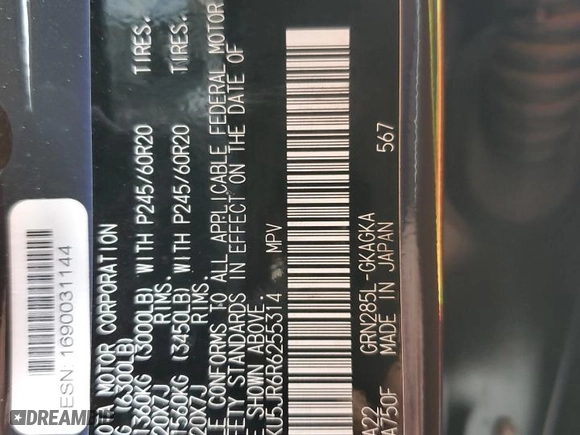 O MOTOR CORPORATION
G (6300LB)
1360KG (3000LB) WITH P245/60R20 TIRES.
20X7J RIMS.
1560KG (3450LB) WITH P245/60R20 TIRES.
20X7J RIMS.
E CONFORMS TO ALL APPLICABLE FEDERAL MOTOR
FETY STANDARDS IN EFFECT ON THE DATE OF
E SHOWN ABOVE.
KU5JR6R6255314 MPV
A22 GRN285L-GKAGKA
A750F MADE IN JAPAN 567
ESN: 1690031144
DREAMBID